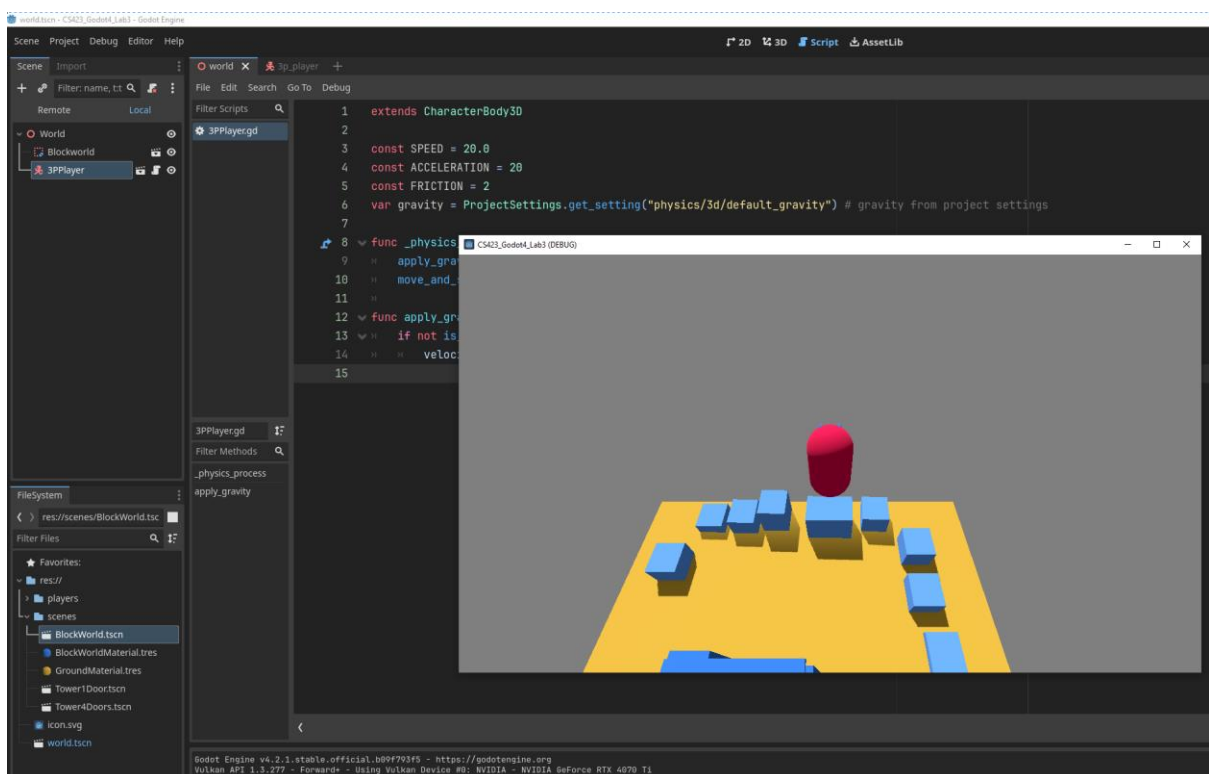 world.tscn - CS423_Godot4_Lab3 - Godot Engine
Scene Project Debug Editor Help
2D 3D Script AssetLib
Scene Import
Filter: name, t:t
Remote Local
World
Blockworld
3PPlayer
world 3p_player
File Edit Search Go To Debug
Filter Scripts
3PPlayer.gd
1 extends CharacterBody3D
2
3 const SPEED = 20.0
4 const ACCELERATION = 20
5 const FRICTION = 2
6 var gravity = ProjectSettings.get_setting("physics/3d/default_gravity") # gravity from project settings
7
8 func _physics_
9 apply_gra
10 move_and_
11
12 func apply_gr
13 if not is_
14 veloc
15
3PPlayer.gd
Filter Methods
_physics_process
apply_gravity
CS423_Godot4_Lab3 (DEBUG)
FileSystem
res://scenes/BlockWorld.tsc
Filter Files
Favorites:
res://
players
scenes
BlockWorld.tscn
BlockWorldMaterial.tres
GroundMaterial.tres
Tower1Door.tscn
Tower4Doors.tscn
icon.svg
world.tscn
Godot Engine v4.2.1.stable.official.b09f793f5 - https://godotengine.org
Vulkan API 1.3.277 - Forward+ - Using Vulkan Device #0: NVIDIA - NVIDIA GeForce RTX 4070 Ti